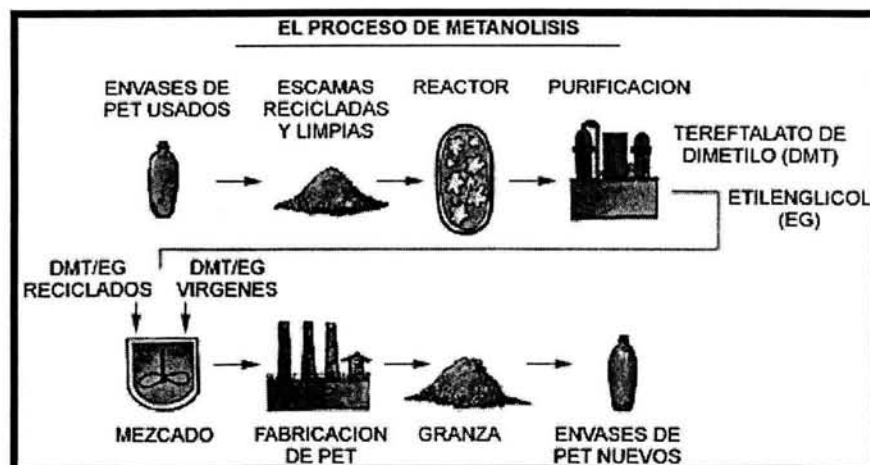 EL PROCESO DE METANOLISIS
ENVASES DE
PET USADOS
ESCAMAS
RECICLADAS
Y LIMPIAS
REACTOR
PURIFICACION
TEREFTALATO DE
DIMETILO (DMT)
ETILENGLICOL
(EG)
DMT/EG
RECICLADOS
DMT/EG
VIRGENES
MEZCADO
FABRICACION
DE PET
GRANZA
ENVASES DE
PET NUEVOS